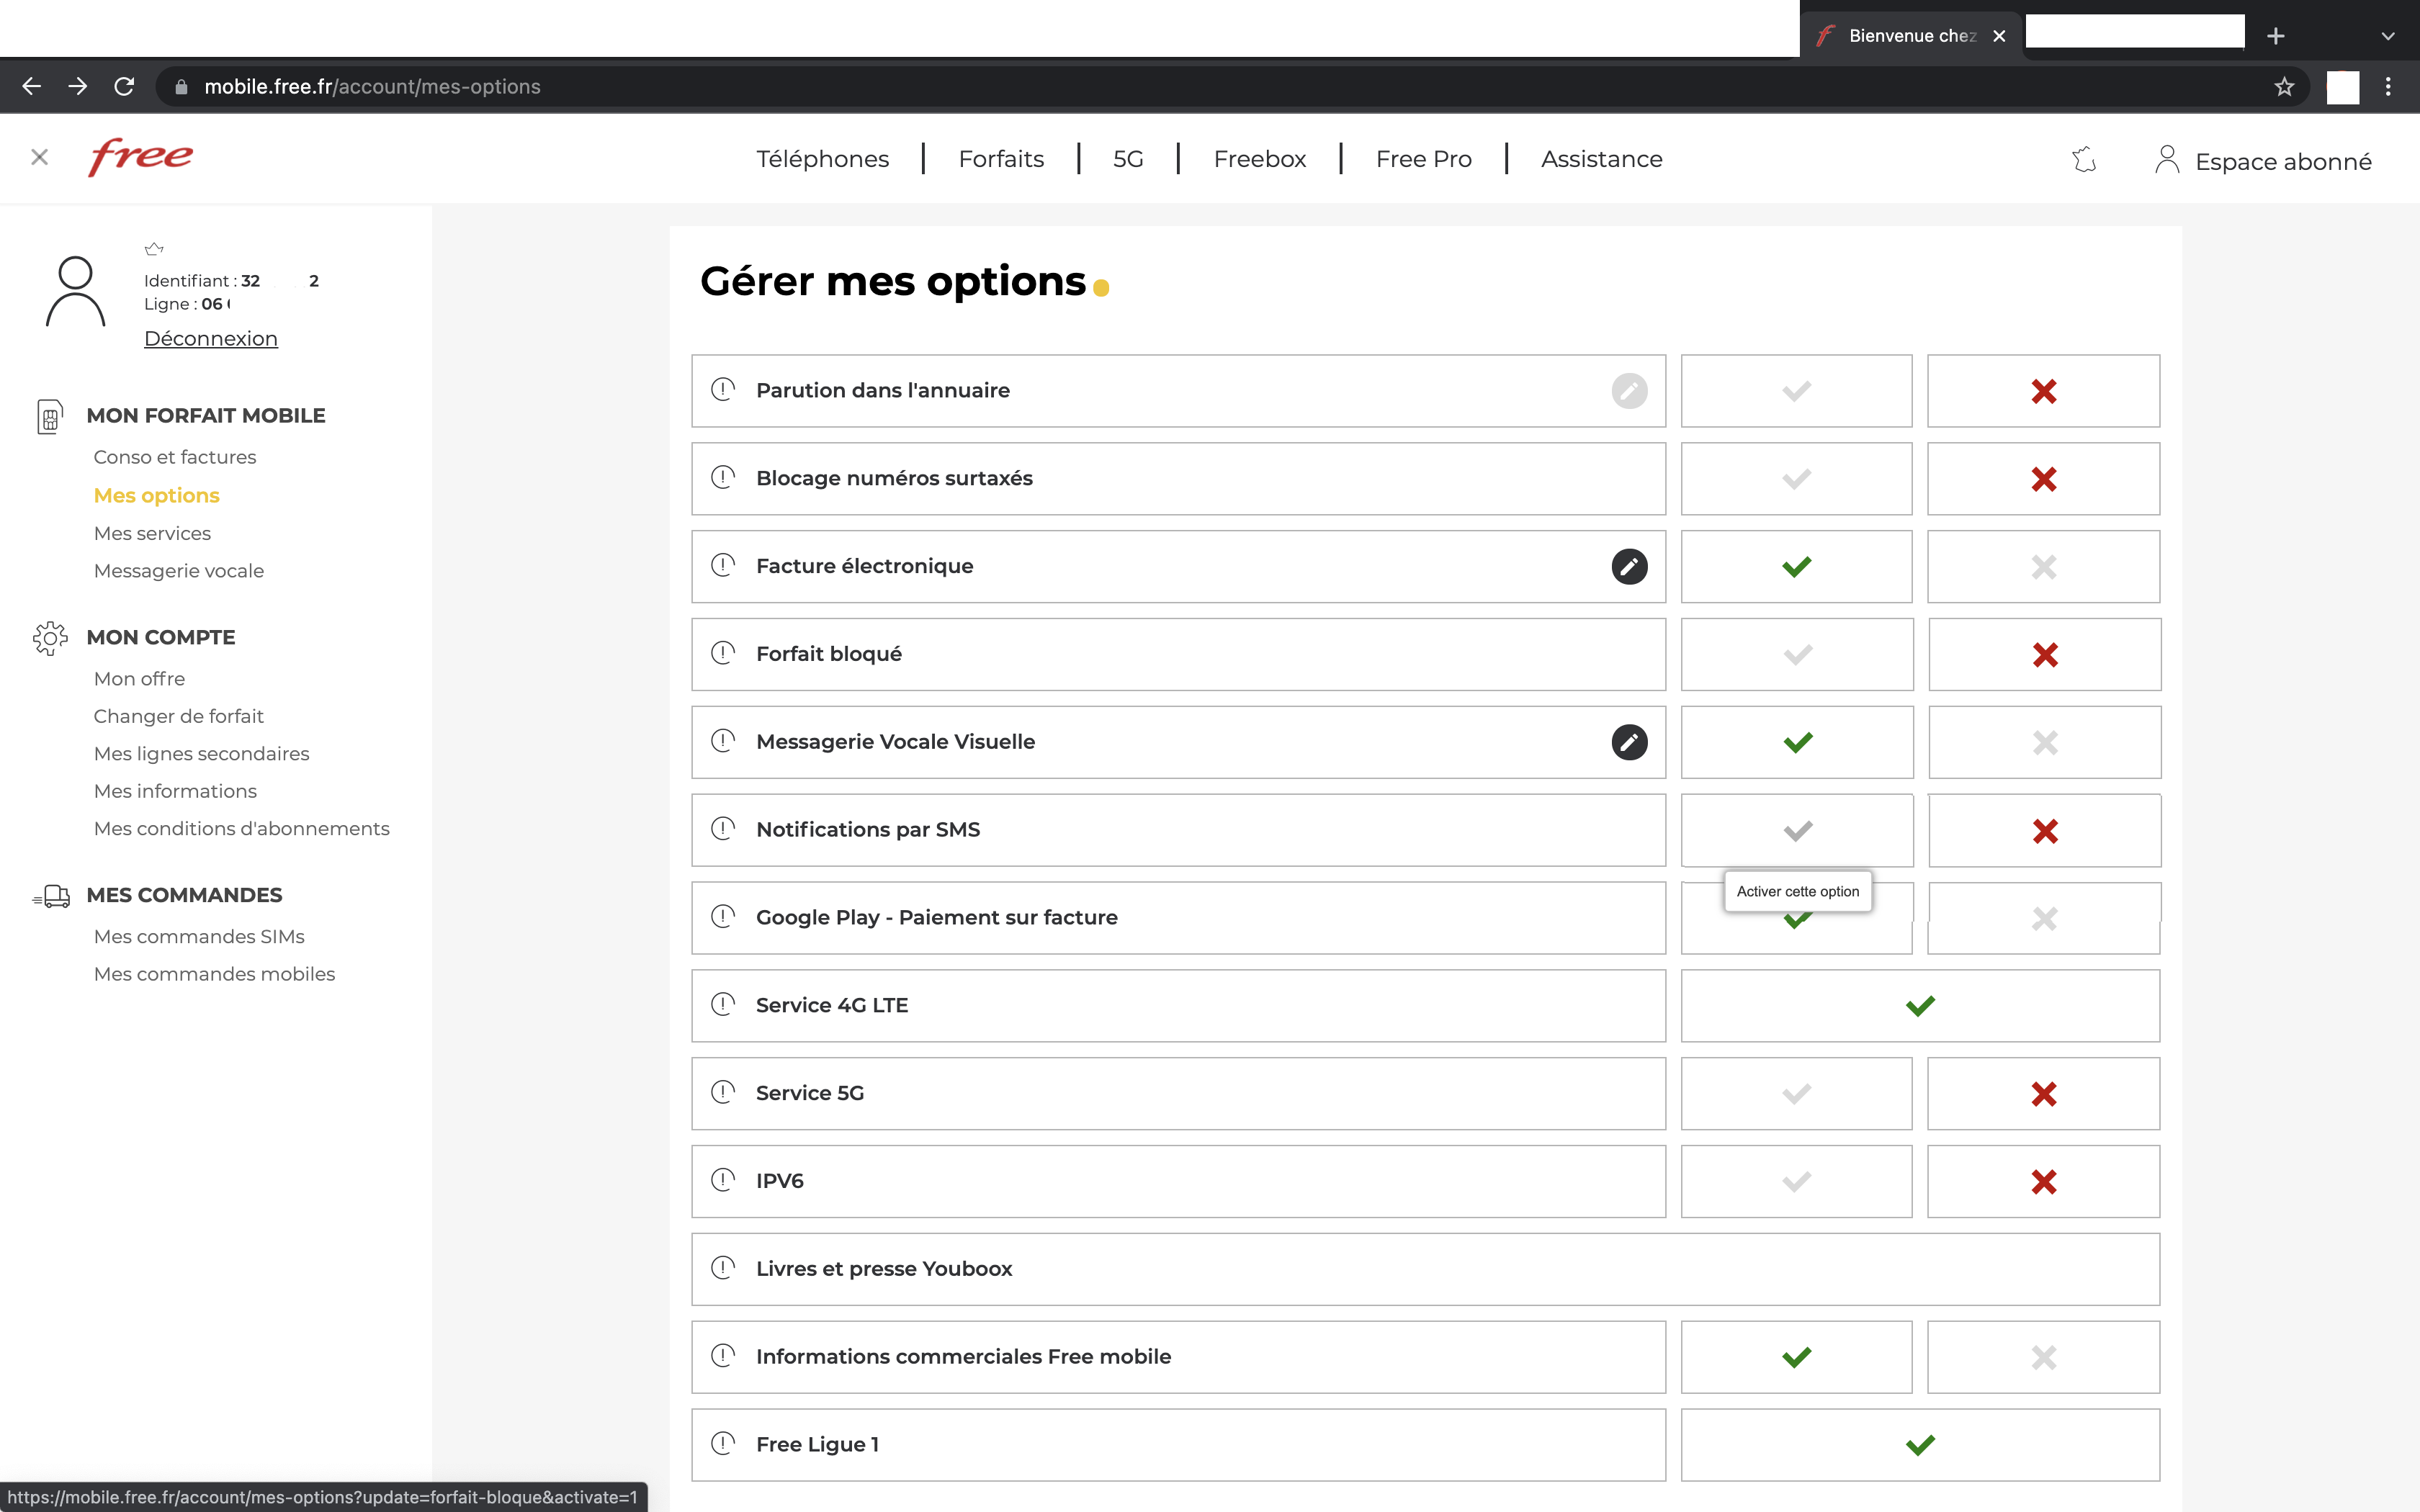 Bienvenue chez
mobile.free.fr/account/mes-options
free
Téléphones
Forfaits
5G
Freebox
Free Pro
Assistance
Espace abonné
Identifiant : 32 2
Ligne : 06
Déconnexion
MON FORFAIT MOBILE
Conso et factures
Mes options
Mes services
Messagerie vocale
MON COMPTE
Mon offre
Changer de forfait
Mes lignes secondaires
Mes informations
Mes conditions d'abonnements
MES COMMANDES
Mes commandes SIMs
Mes commandes mobiles
Gérer mes options
Parution dans l'annuaire
Blocage numéros surtaxés
Facture électronique
Forfait bloqué
Messagerie Vocale Visuelle
Notifications par SMS
Activer cette option
Google Play - Paiement sur facture
Service 4G LTE
Service 5G
IPV6
Livres et presse Youboox
Informations commerciales Free mobile
Free Ligue 1
https://mobile.free.fr/account/mes-options?update=forfait-bloque&activate=1